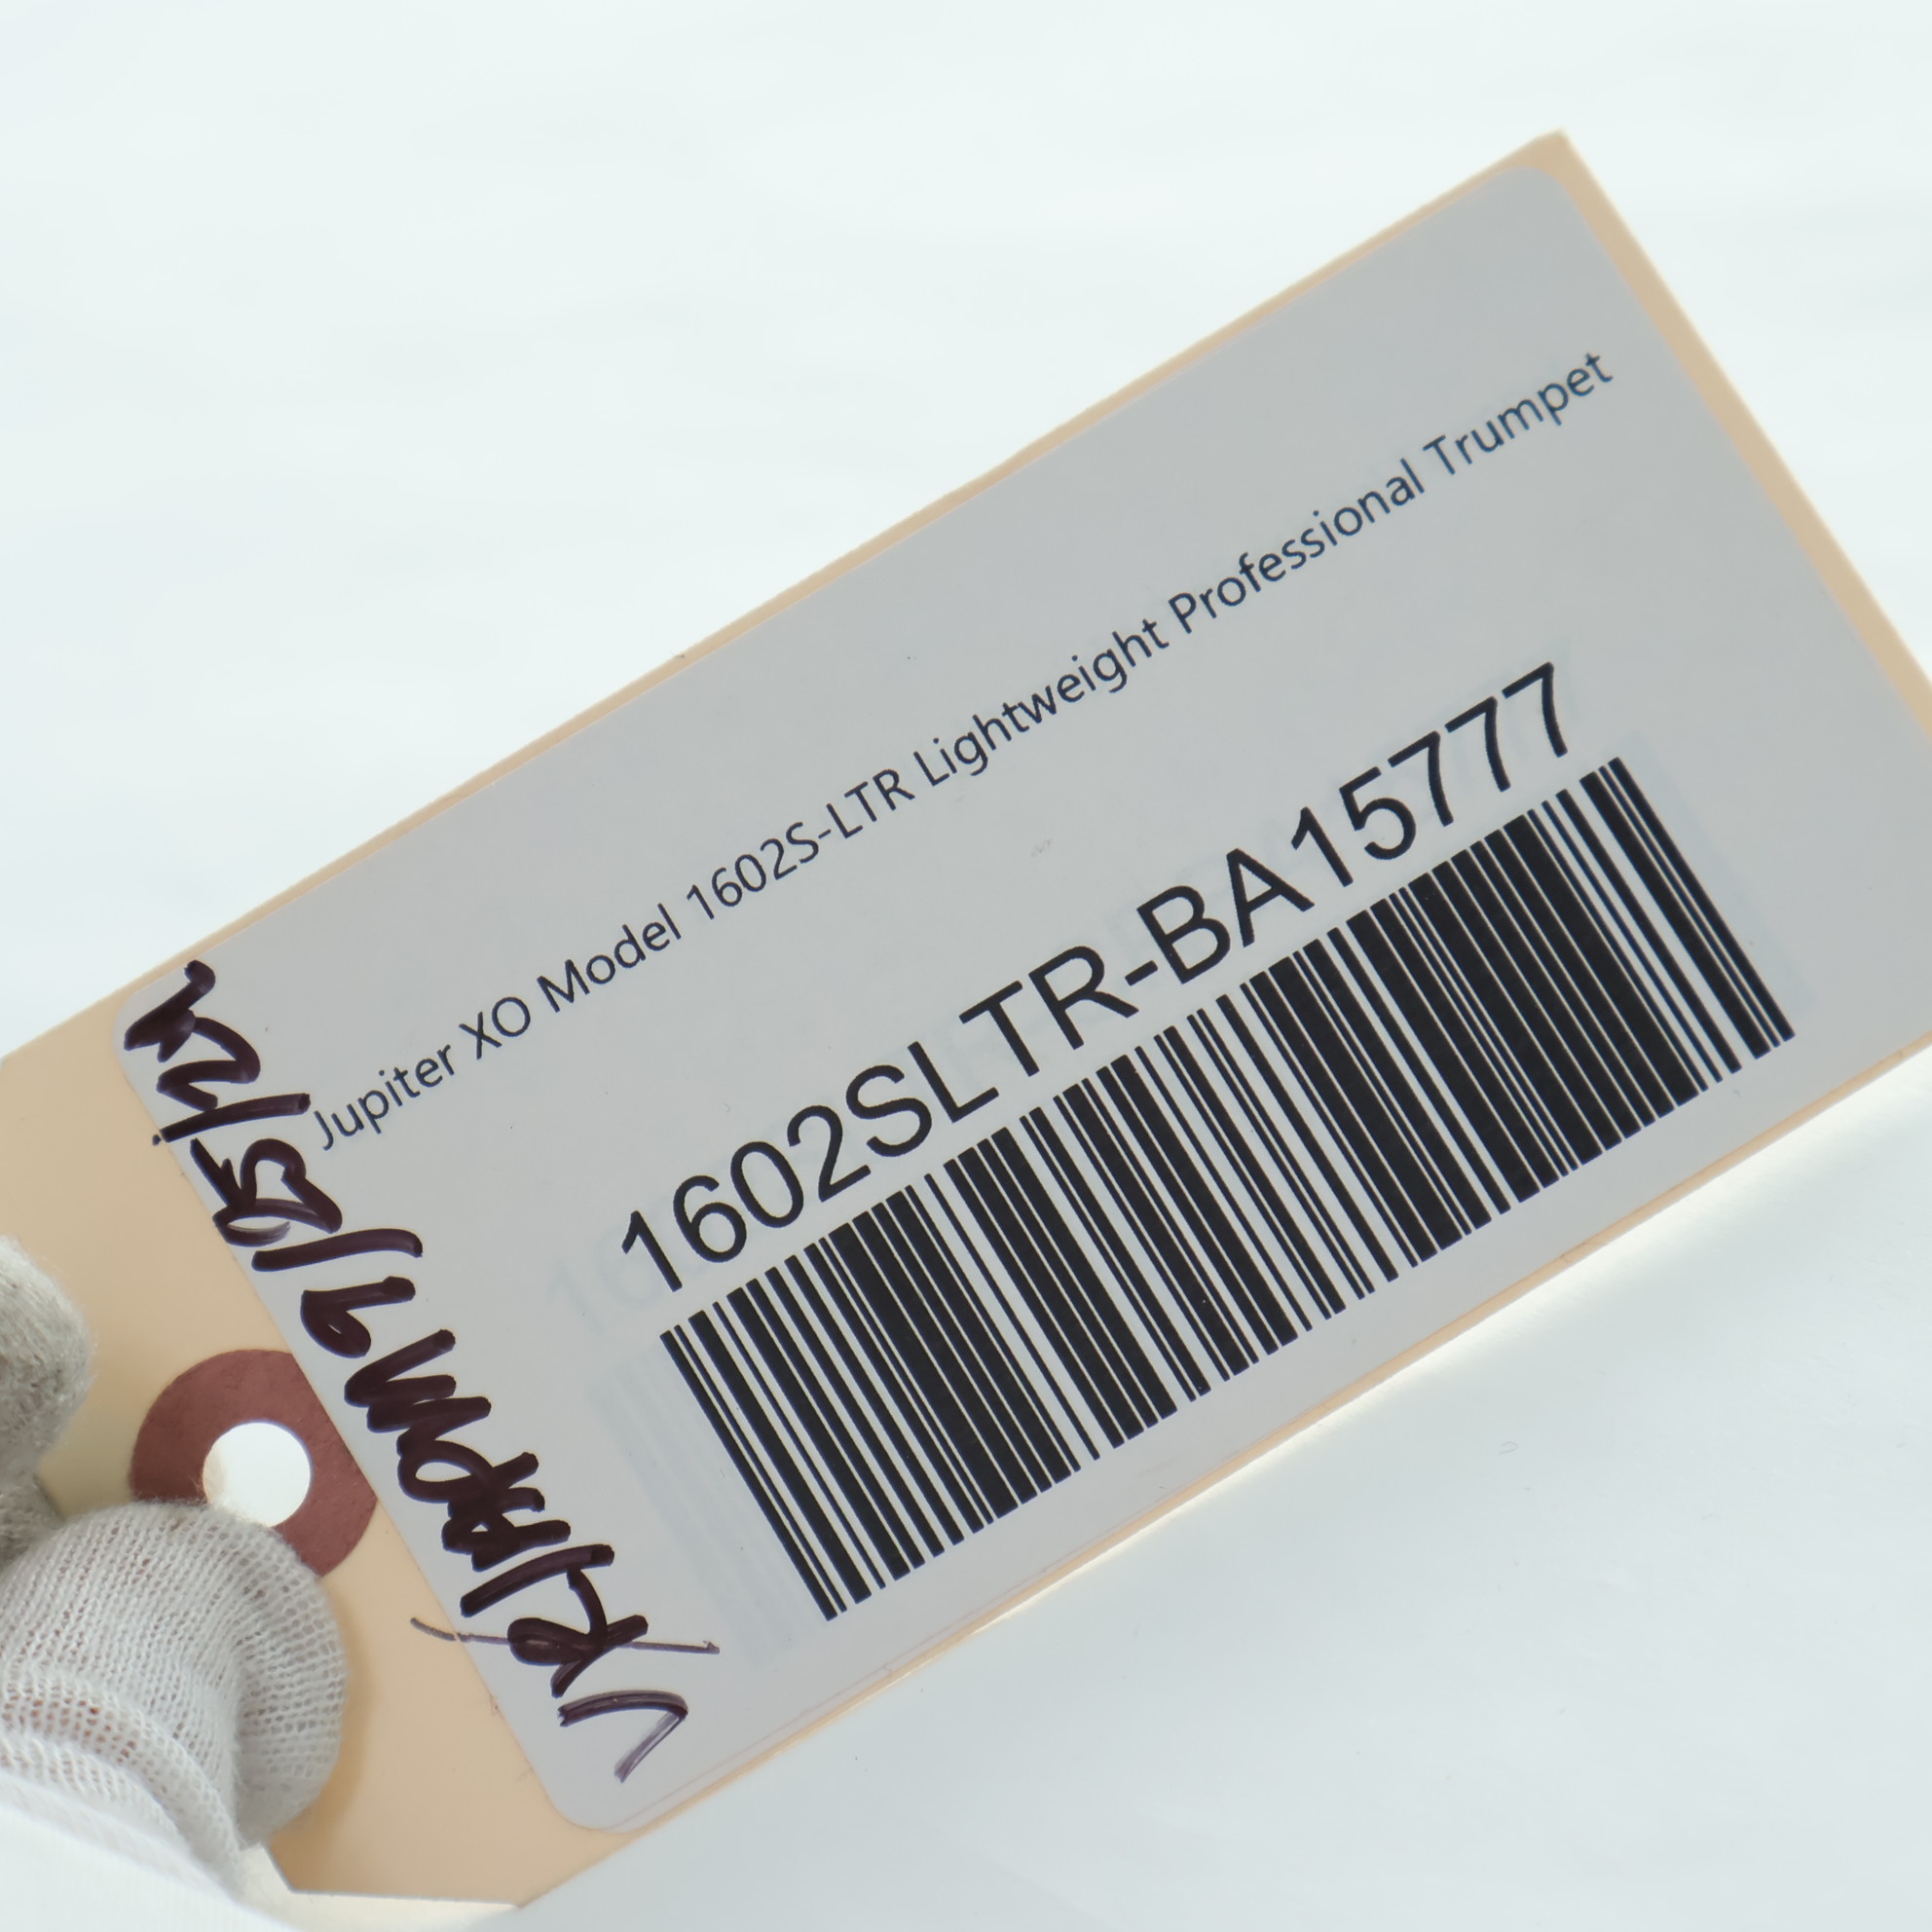 Jupiter XO Model 1602S-LTR Lightweight Professional Trumpet
1602SLTR-BA15777